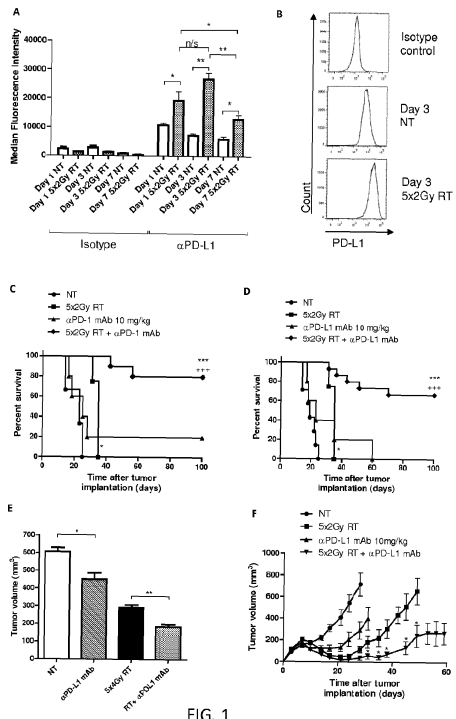 A
Median Fluorescence Intensity
40000
30000
20000
10000
0
*
n/s
**
**
*
*
Day 1 NT
Day 1 5x2Gy RT
Day 3 NT
Day 3 5x2Gy RT
Day 7 NT
Day 7 5x2Gy RT
Day 1 NT
Day 1 5x2Gy RT
Day 3 NT
Day 3 5x2Gy RT
Day 7 NT
Day 7 5x2Gy RT
Isotype
αPD-L1
B
Isotype
control
Day 3
NT
Day 3
5x2Gy RT
Count
PD-L1
C
NT
5x2Gy RT
αPD-1 mAb 10 mg/kg
5x2Gy RT + αPD-1 mAb
Percent survival
100
80
60
40
20
0
***
+++
*
0 20 40 60 80 100
Time after tumor
implantation (days)
D
NT
5x2Gy RT
αPD-L1 mAb 10 mg/kg
5x2Gy RT + αPD-L1 mAb
Percent survival
100
80
60
40
20
0
***
+++
*
0 20 40 60 80 100
Time after tumor
implantation (days)
E
Tumor volume (mm³)
700
600
500
400
300
200
100
0
*
**
NT
αPD-L1 mAb
5x4Gy RT
RT+ αPDL1 mAb
F
NT
5x2Gy RT
αPD-L1 mAb 10mg/kg
5x2Gy RT + αPD-L1 mAb
Tumor volume (mm³)
1000
800
600
400
200
0
0 20 40 60
Time after tumor
implantation (days)
FIG. 1